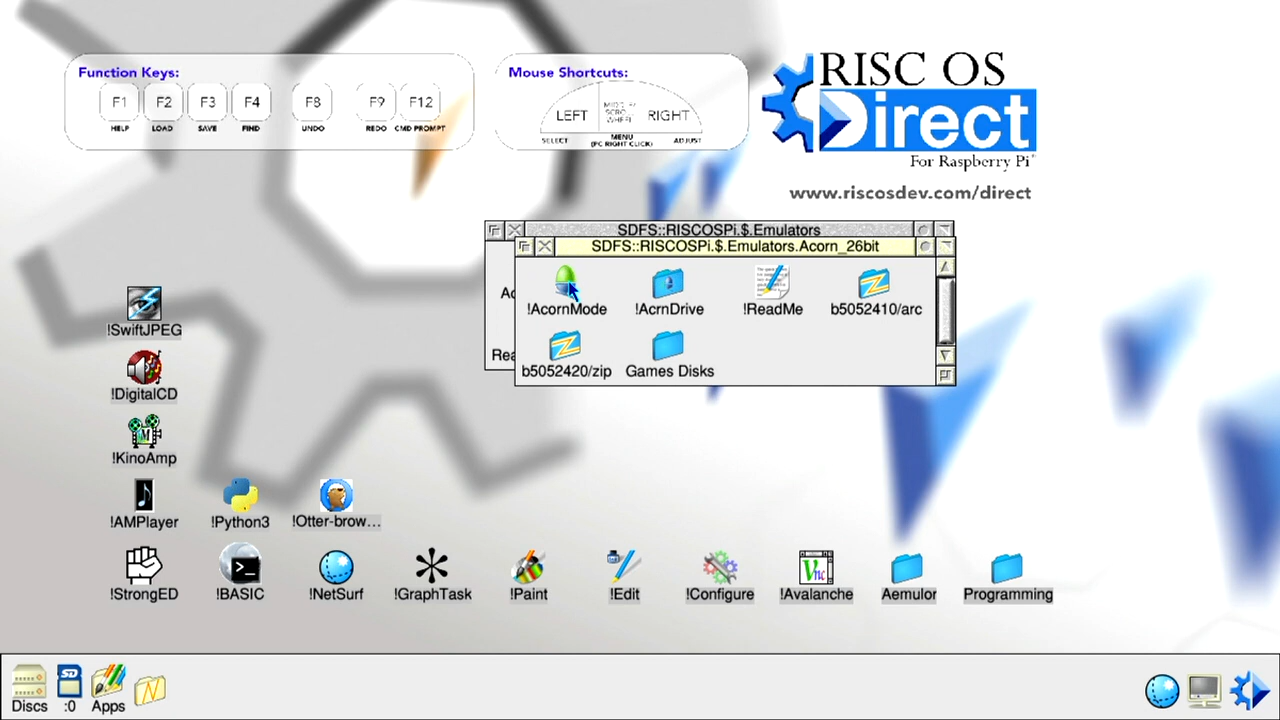 Function Keys:
F1 F2 F3 F4 F8 F9 F12
HELP LOAD SAVE FIND UNDO REDO CMD PROMPT
Mouse Shortcuts:
LEFT MIDDLE SCROLL WHEEL RIGHT
SELECT MENU (PC RIGHT CLICK) ADJUST
RISC OS
Direct
For Raspberry Pi
www.riscosdev.com/direct
SDFS::RISCOSPi.$.Emulators
SDFS::RISCOSPi.$.Emulators.Acorn_26bit
!AcornMode !AcrnDrive !ReadMe b5052410/arc
b5052420/zip Games Disks
!SwiftJPEG
!DigitalCD
!KinoAmp
!AMPlayer !Python3 !Otter-brow...
!StrongED !BASIC !NetSurf !GraphTask !Paint !Edit !Configure !Avalanche Aemulor Programming
Discs :0 Apps